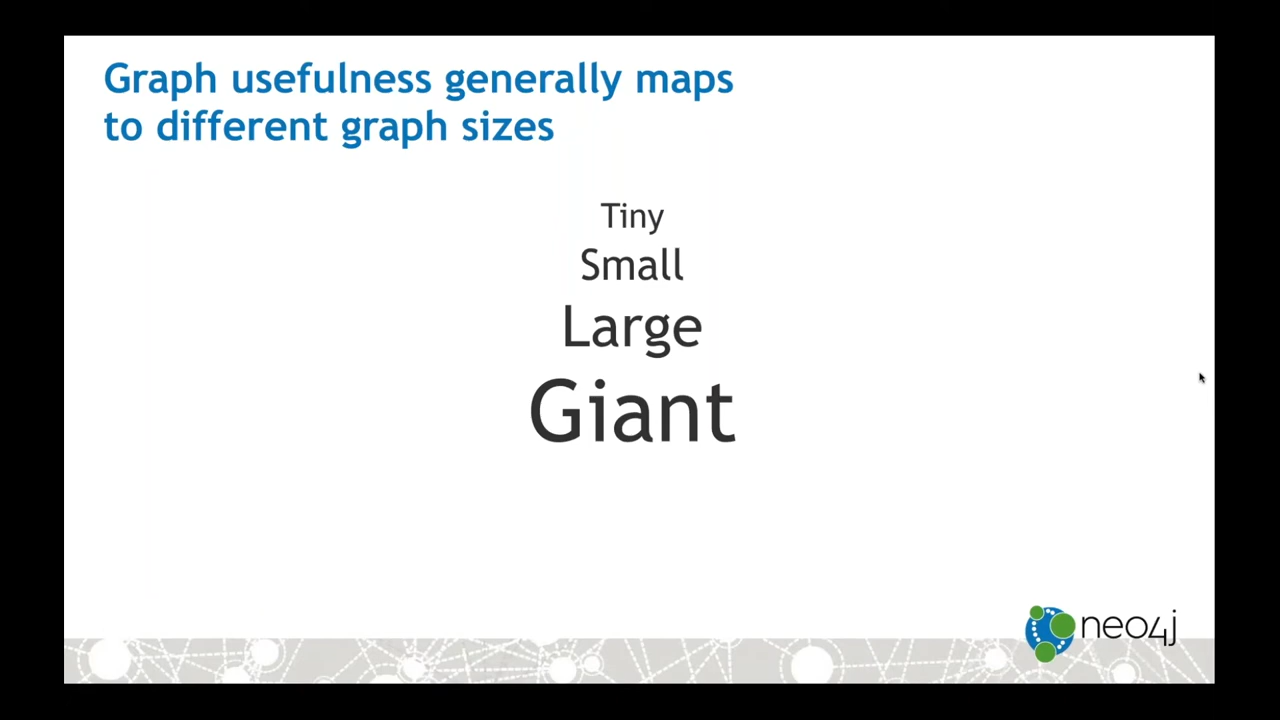 Graph usefulness generally maps
to different graph sizes
Tiny
Small
Large
Giant
neo4j